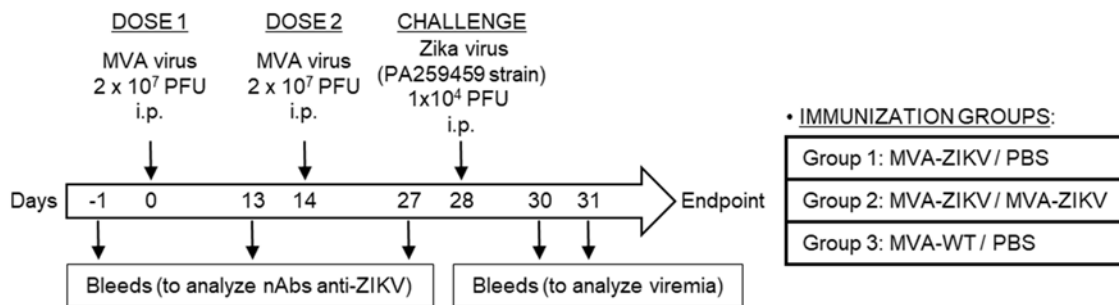 DOSE 1
MVA virus
2 x 10⁷ PFU
i.p.
DOSE 2
MVA virus
2 x 10⁷ PFU
i.p.
CHALLENGE
Zika virus
(PA259459 strain)
1x10⁴ PFU
i.p.
Days -1 0 13 14 27 28 30 31 Endpoint
Bleeds (to analyze nAbs anti-ZIKV)
Bleeds (to analyze viremia)
• IMMUNIZATION GROUPS:
Group 1: MVA-ZIKV / PBS
Group 2: MVA-ZIKV / MVA-ZIKV
Group 3: MVA-WT / PBS